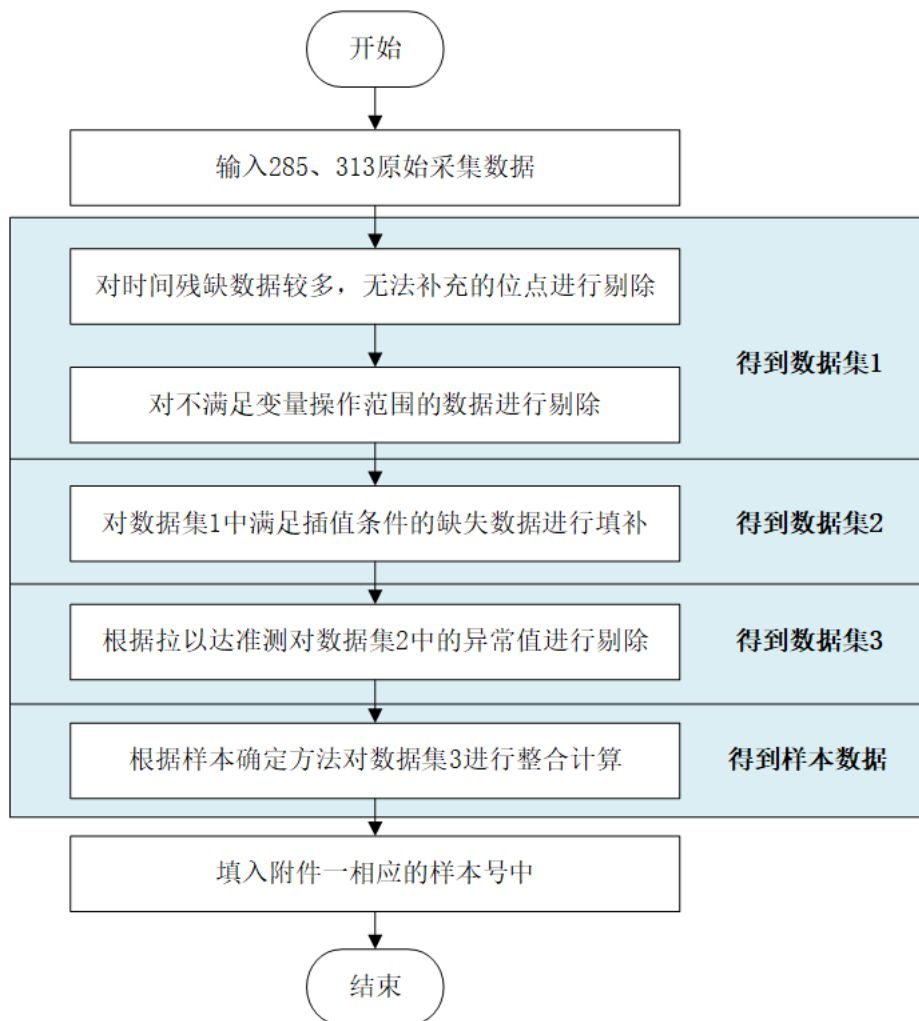 开始
输入285、313原始采集数据
对时间残缺数据较多，无法补充的位点进行剔除
得到数据集1
对不满足变量操作范围的数据进行剔除
对数据集1中满足插值条件的缺失数据进行填补
得到数据集2
根据拉以达准测对数据集2中的异常值进行剔除
得到数据集3
根据样本确定方法对数据集3进行整合计算
得到样本数据
填入附件一相应的样本号中
结束